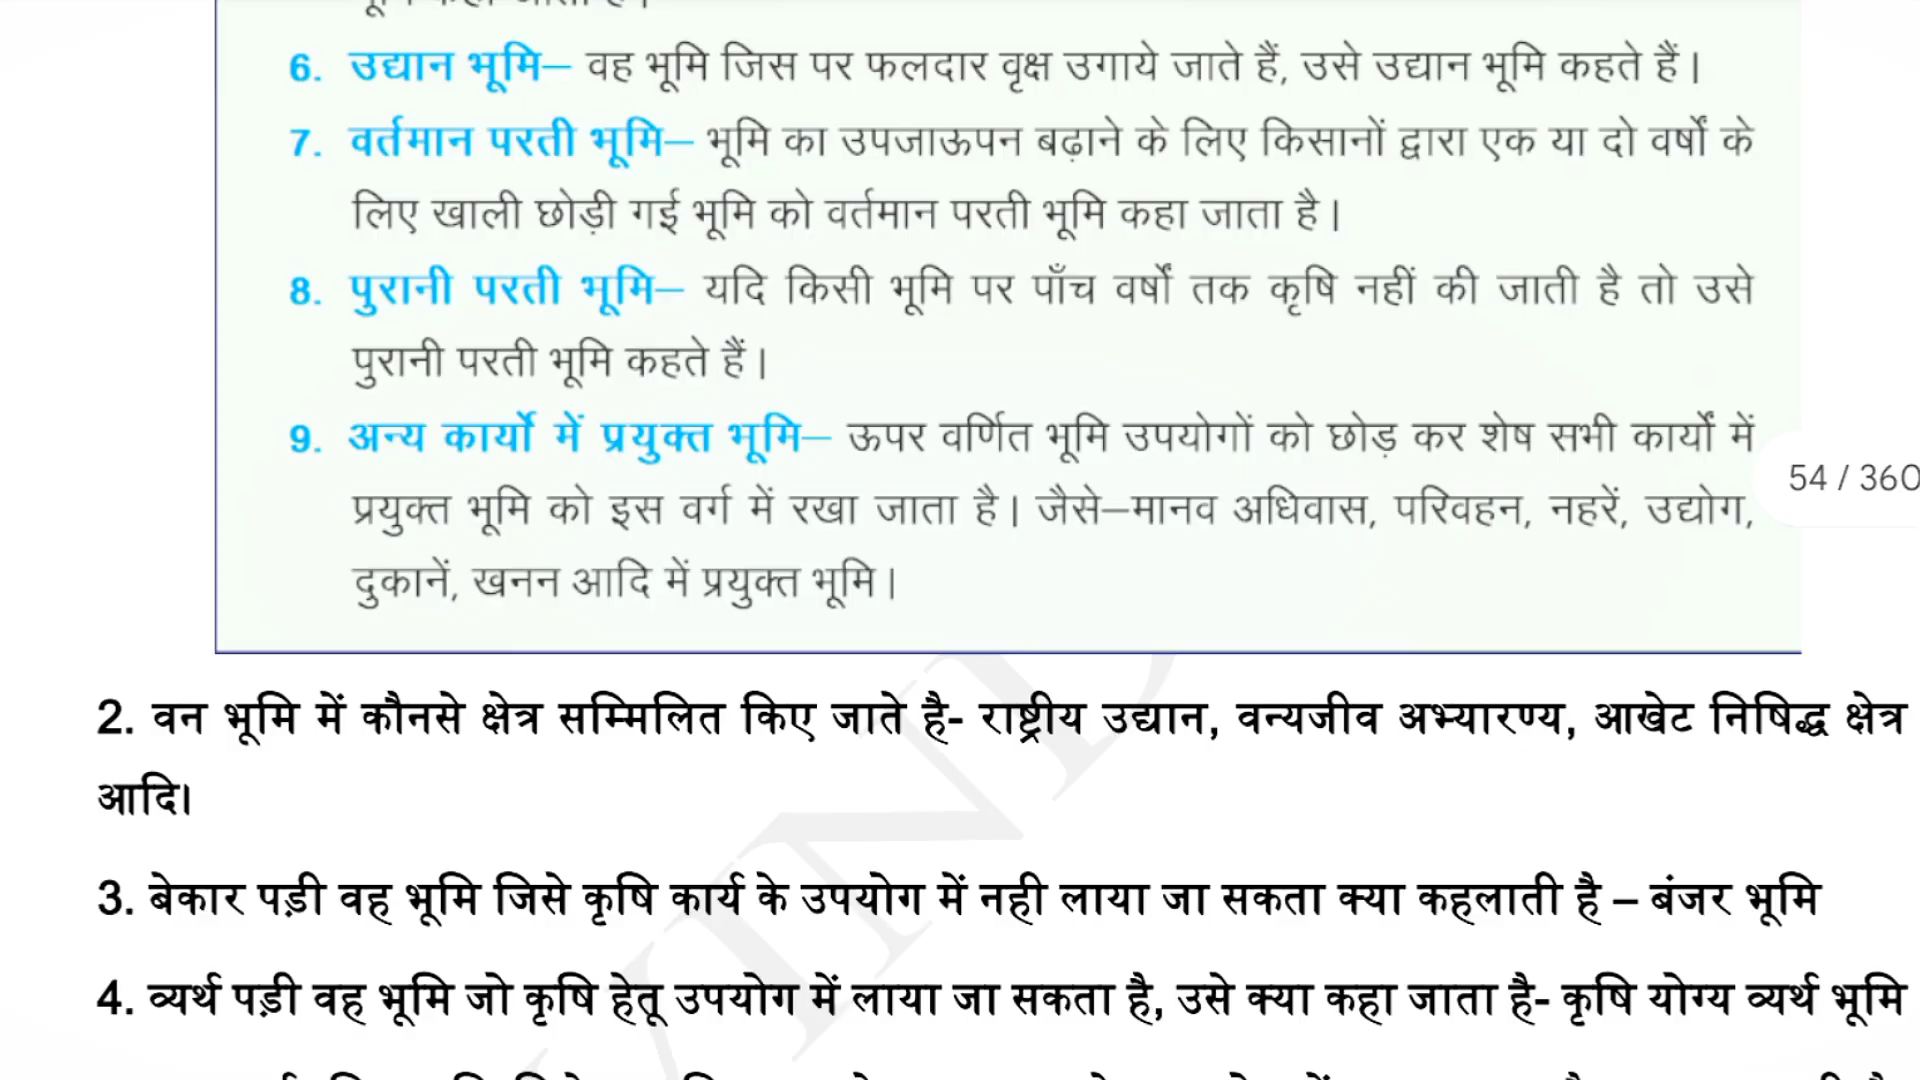 6. उद्यान भूमि– वह भूमि जिस पर फलदार वृक्ष उगाये जाते हैं, उसे उद्यान भूमि कहते हैं।
7. वर्तमान परती भूमि– भूमि का उपजाऊपन बढ़ाने के लिए किसानों द्वारा एक या दो वर्षों के
लिए खाली छोड़ी गई भूमि को वर्तमान परती भूमि कहा जाता है।
8. पुरानी परती भूमि– यदि किसी भूमि पर पाँच वर्षों तक कृषि नहीं की जाती है तो उसे
पुरानी परती भूमि कहते हैं।
9. अन्य कार्यो में प्रयुक्त भूमि– ऊपर वर्णित भूमि उपयोगों को छोड़ कर शेष सभी कार्यों में
54 / 360
प्रयुक्त भूमि को इस वर्ग में रखा जाता है। जैसे–मानव अधिवास, परिवहन, नहरें, उद्योग,
दुकानें, खनन आदि में प्रयुक्त भूमि।
2. वन भूमि में कौनसे क्षेत्र सम्मिलित किए जाते है- राष्ट्रीय उद्यान, वन्यजीव अभ्यारण्य, आखेट निषिद्ध क्षेत्र
आदि।
3. बेकार पड़ी वह भूमि जिसे कृषि कार्य के उपयोग में नही लाया जा सकता क्या कहलाती है – बंजर भूमि
4. व्यर्थ पड़ी वह भूमि जो कृषि हेतू उपयोग में लाया जा सकता है, उसे क्या कहा जाता है- कृषि योग्य व्यर्थ भूमि